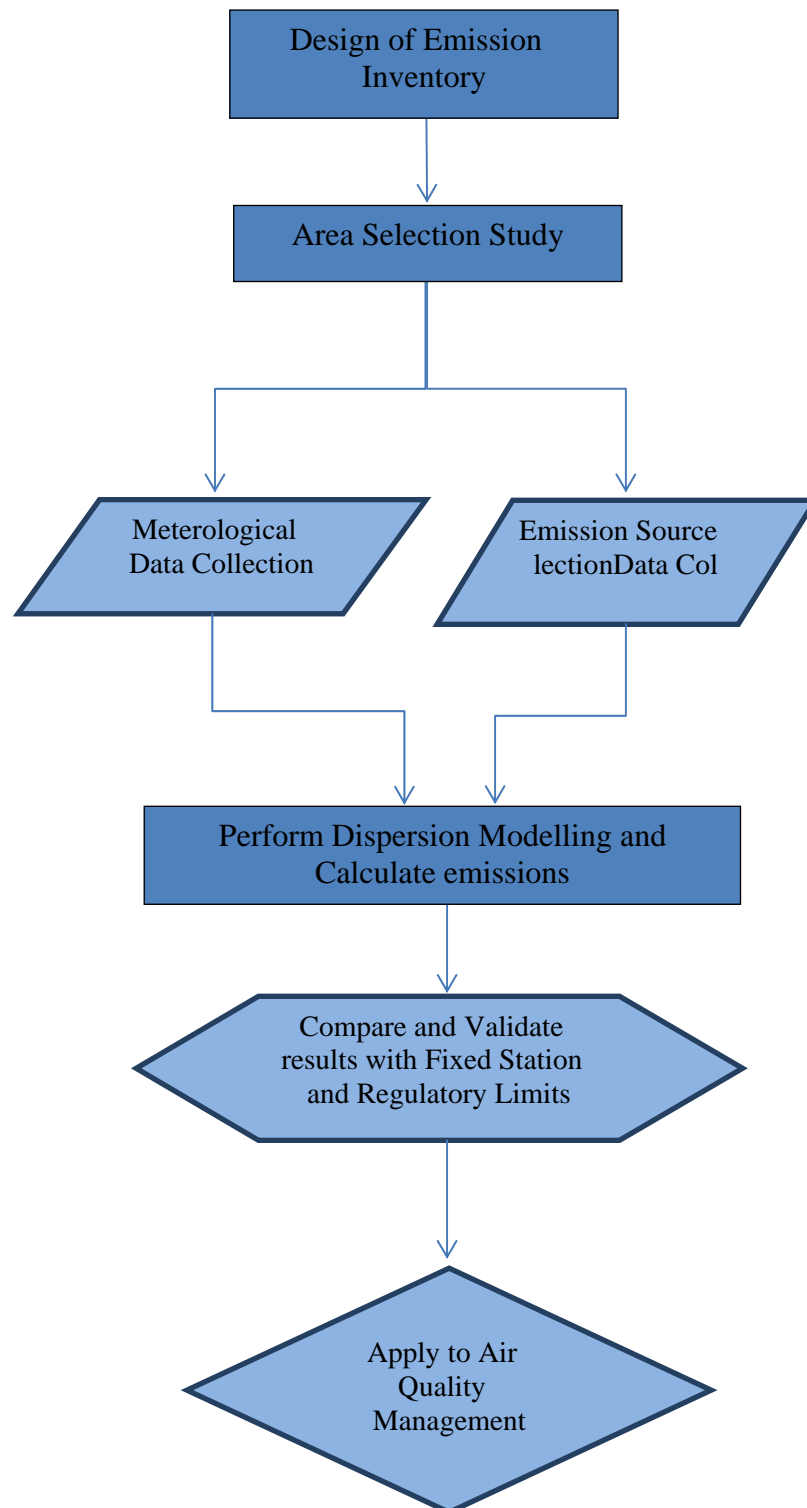 Design of Emission
Inventory
Area Selection Study
Meterological
Data Collection
Emission Source
lectionData Col
Perform Dispersion Modelling and
Calculate emissions
Compare and Validate
results with Fixed Station
and Regulatory Limits
Apply to Air
Quality
Management